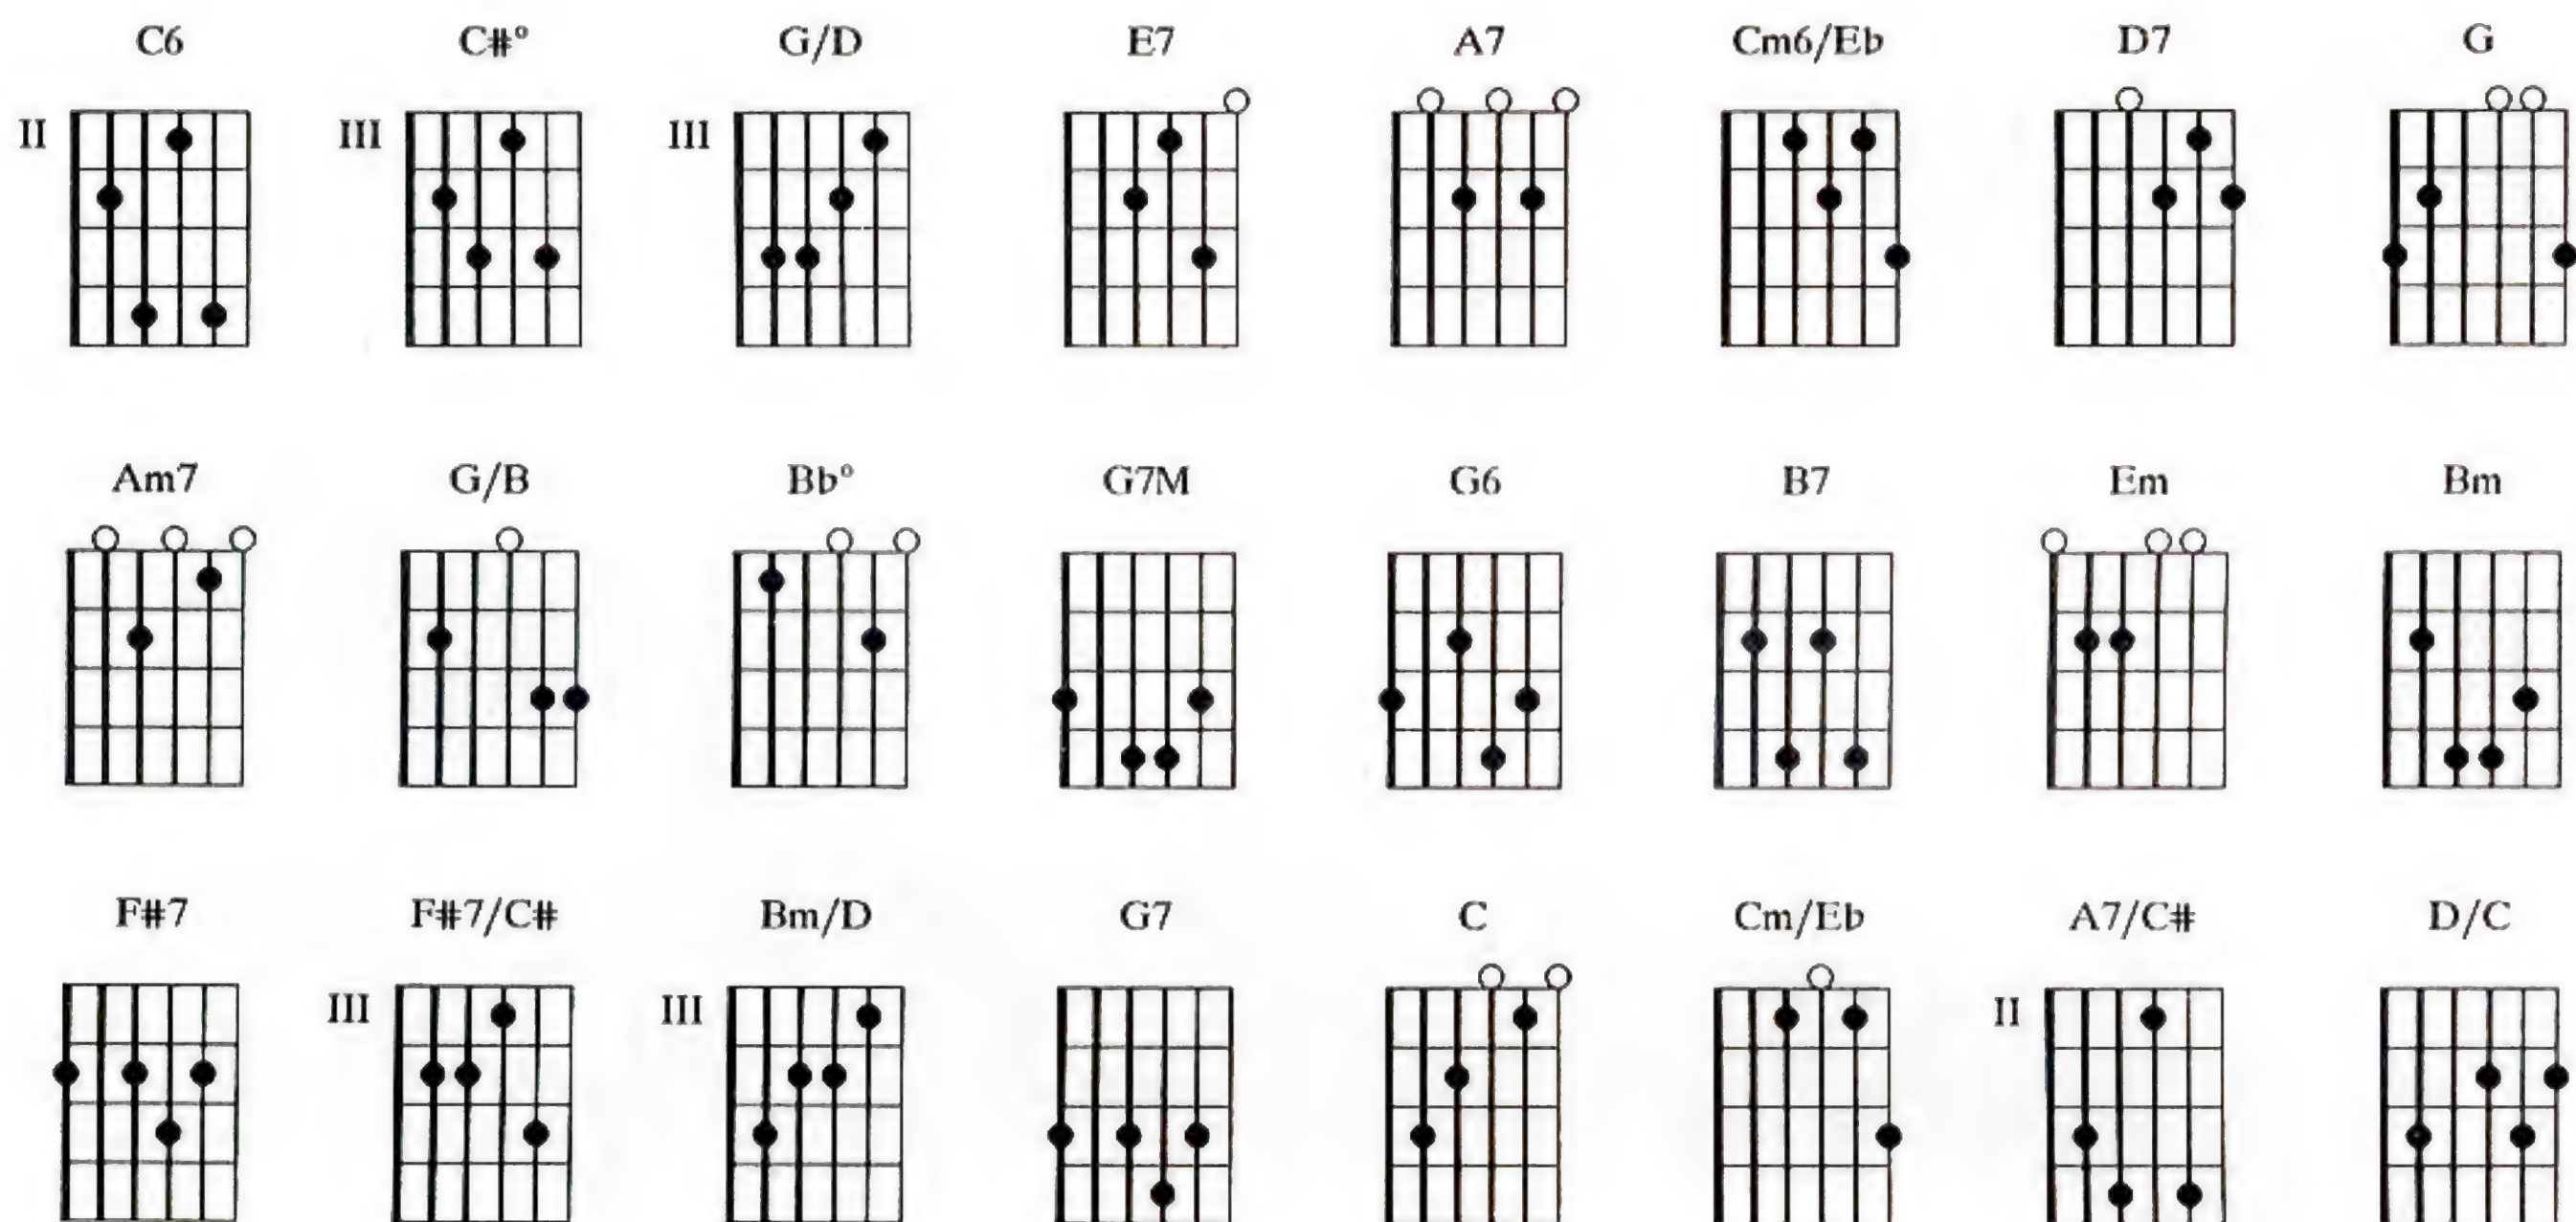 C6 C#° G/D E7 A7 Cm6/Eb D7 G
II III III
Am7 G/B Bb° G7M G6 B7 Em Bm
F#7 F#7/C# Bm/D G7 C Cm/Eb A7/C# D/C
III III II